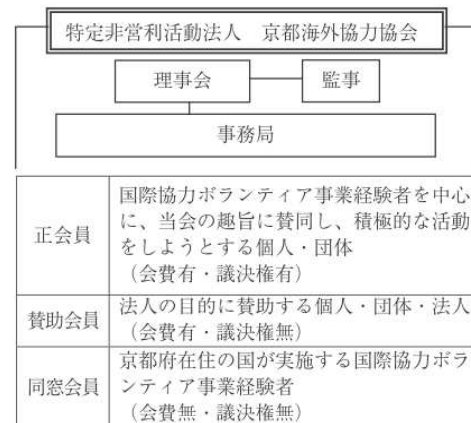 特定非営利活動法人　京都海外協力協会
理事会
監事
事務局
正会員
国際協力ボランティア事業経験者を中心
に、当会の趣旨に賛同し、積極的な活動
をしようとする個人・団体
（会費有・議決権有）
賛助会員
法人の目的に賛助する個人・団体・法人
（会費有・議決権無）
同窓会員
京都府在住の国が実施する国際協力ボラ
ンティア事業経験者
（会費無・議決権無）